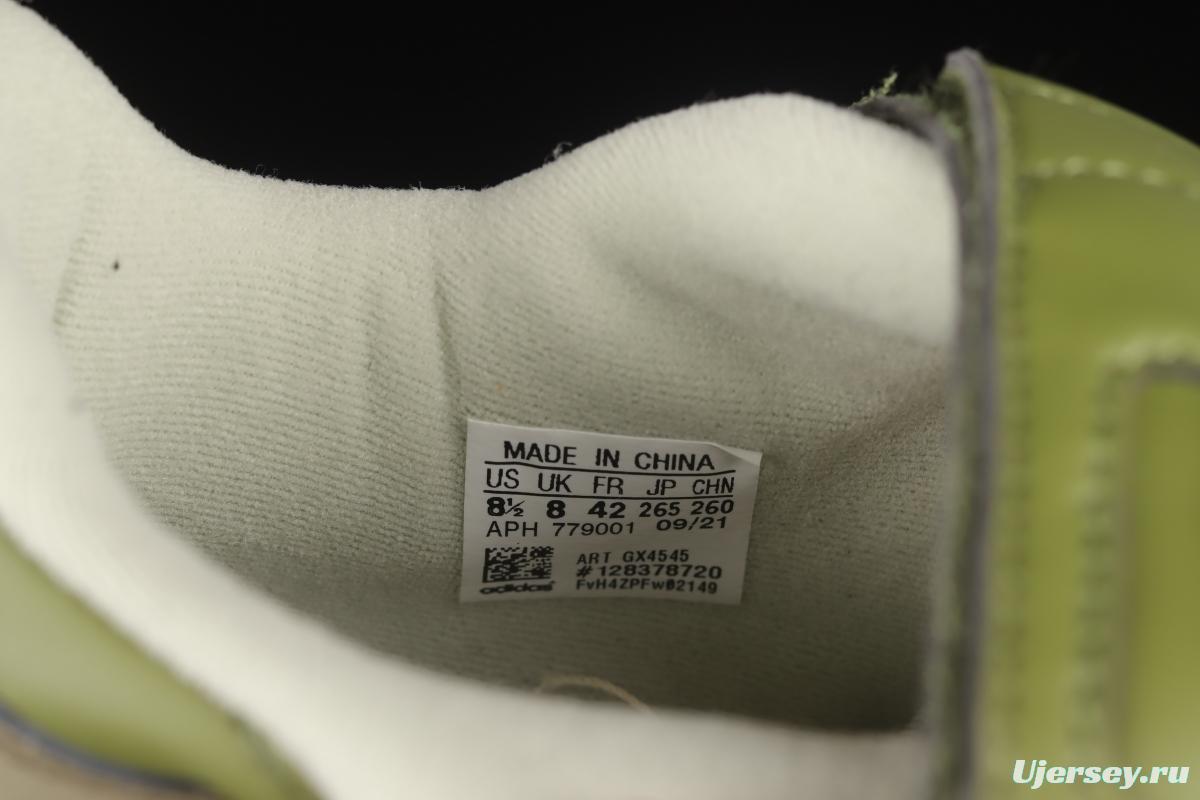 MADE IN CHINA
US UK FR JP CHN
8½ 8 42 265 260
APH 779001 09/21
ART GX4545
#128378720
FvH4ZPFw02149
adidas
Ujersey.ru